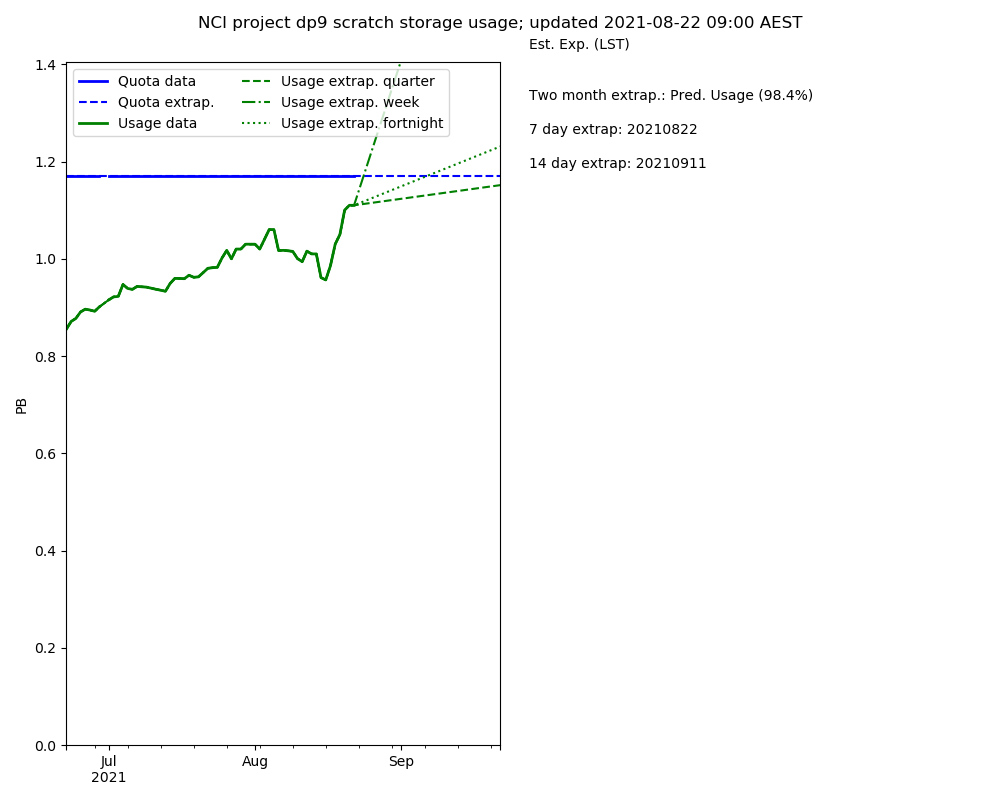 NCI project dp9 scratch storage usage; updated 2021-08-22 09:00 AEST
Est. Exp. (LST)
Two month extrap.: Pred. Usage (98.4%)
7 day extrap: 20210822
14 day extrap: 20210911
Quota data
Quota extrap.
Usage data
Usage extrap. quarter
Usage extrap. week
Usage extrap. fortnight
1.4
1.2
1.0
0.8
0.6
0.4
0.2
0.0
PB
Jul
2021
Aug
Sep